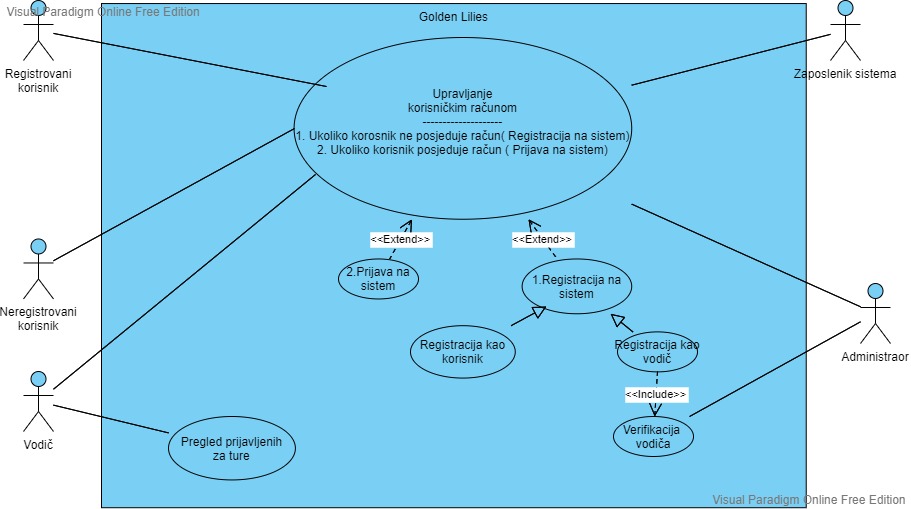 Visual Paradigm Online Free Edition
Golden Lilies
Registrovani
korisnik
Zaposlenik sistema
Upravljanje
korisničkim računom
--------------------
1. Ukoliko korosnik ne posjeduje račun( Registracija na sistem)
2. Ukoliko korisnik posjeduje račun ( Prijava na sistem)
<<Extend>>
<<Extend>>
2.Prijava na
sistem
1.Registracija na
sistem
Neregistrovani
korisnik
Registracija kao
korisnik
Registracija kao
vodič
Administraor
<<Include>>
Vodič
Pregled prijavljenih
za ture
Verifikacija
vodiča
Visual Paradigm Online Free Edition